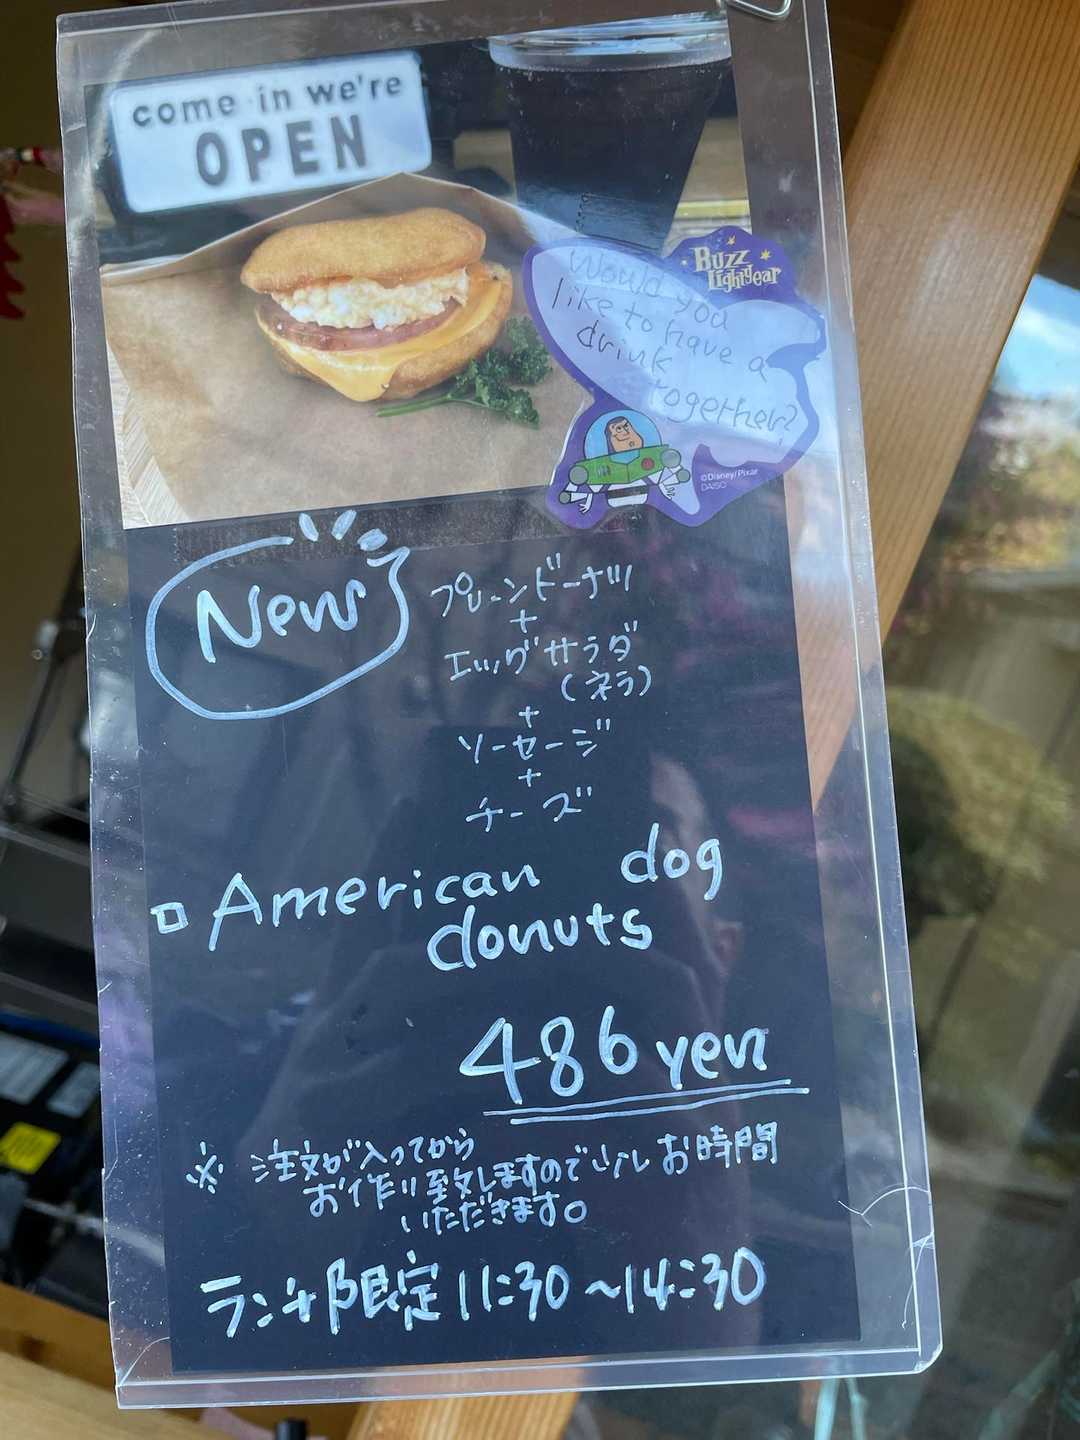 come in we're
OPEN
Buzz
Lightyear
Would you
like to have a
drink
together?
©Disney/Pixar
DAISO
New
プレーンドーナツ
+
エッグサラダ
+
ソーセージ
+
チーズ
American dog
donuts
486 yen
※ 注文が入ってから
お作り致しますので少しお時間
いただきます。
ランチ限定 11:30~14:30